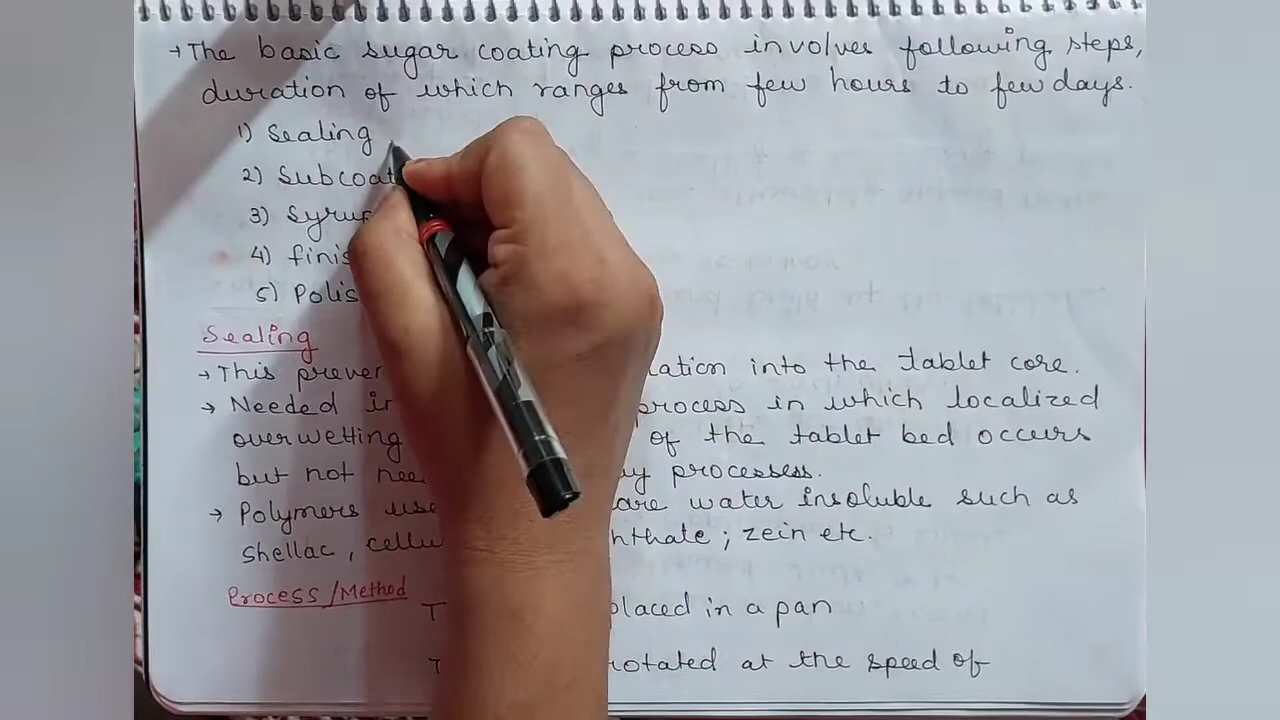 → The basic sugar coating process involves following steps,
duration of which ranges from few hours to few days.
1) Sealing
2) Subcoat
3) Syrup
4) finis
5) Polis
Sealing
→ This prever into the tablet core.
→ Needed in process in which localized
overwetting of the tablet bed occurs
but not processes.
→ Polymers use are water insoluble such as
shellac, cellu zein etc.
Process/Method
placed in a pan
rotated at the speed of